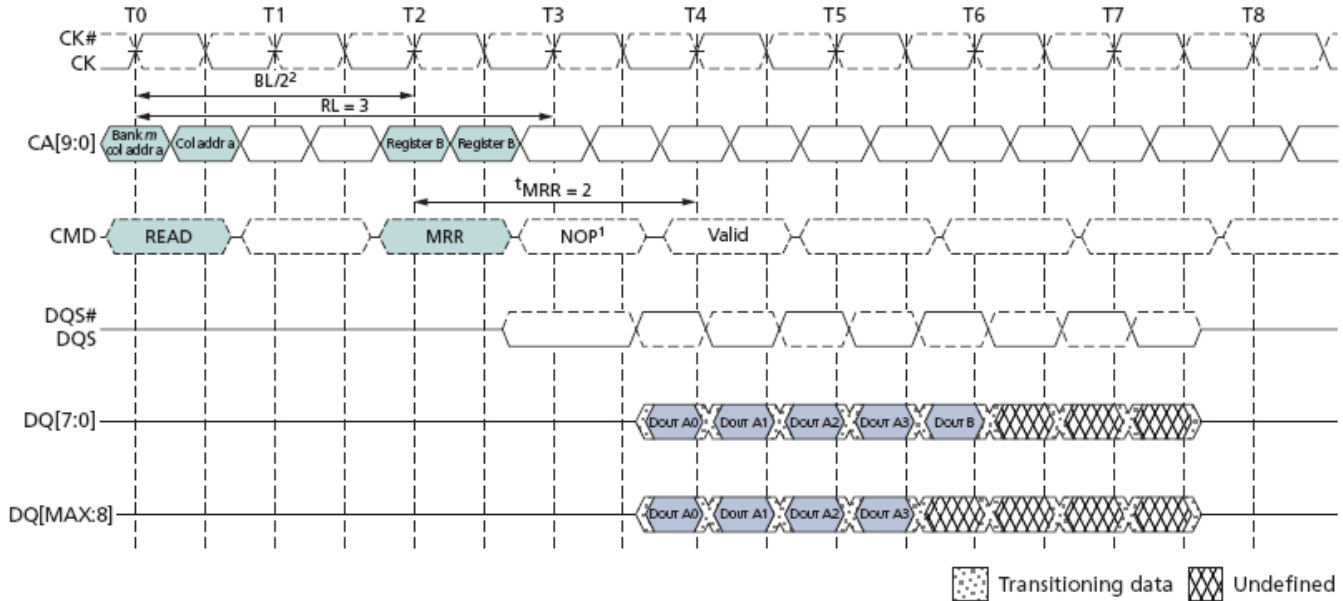 T0 T1 T2 T3 T4 T5 T6 T7 T8
CK#
CK
BL/2²
RL = 3
CA[9:0]
Bank m
col addr a
Col addr a
Register B
Register B
tMRR = 2
CMD
READ
MRR
NOP¹
Valid
DQS#
DQS
DQ[7:0]
DOUT A0 DOUT A1 DOUT A2 DOUT A3 DOUT B
DQ[MAX:8]
DOUT A0 DOUT A1 DOUT A2 DOUT A3
Transitioning data
Undefined